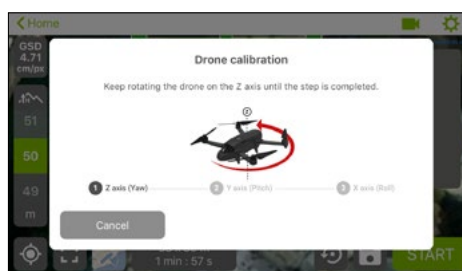 Home
GSD
4.71
cm/px
Drone calibration
Keep rotating the drone on the Z axis until the step is completed.
Z
51
50
49
m
1 Z axis (Yaw)
2 Y axis (Pitch)
3 X axis (Roll)
Cancel
1 min : 57 s
START